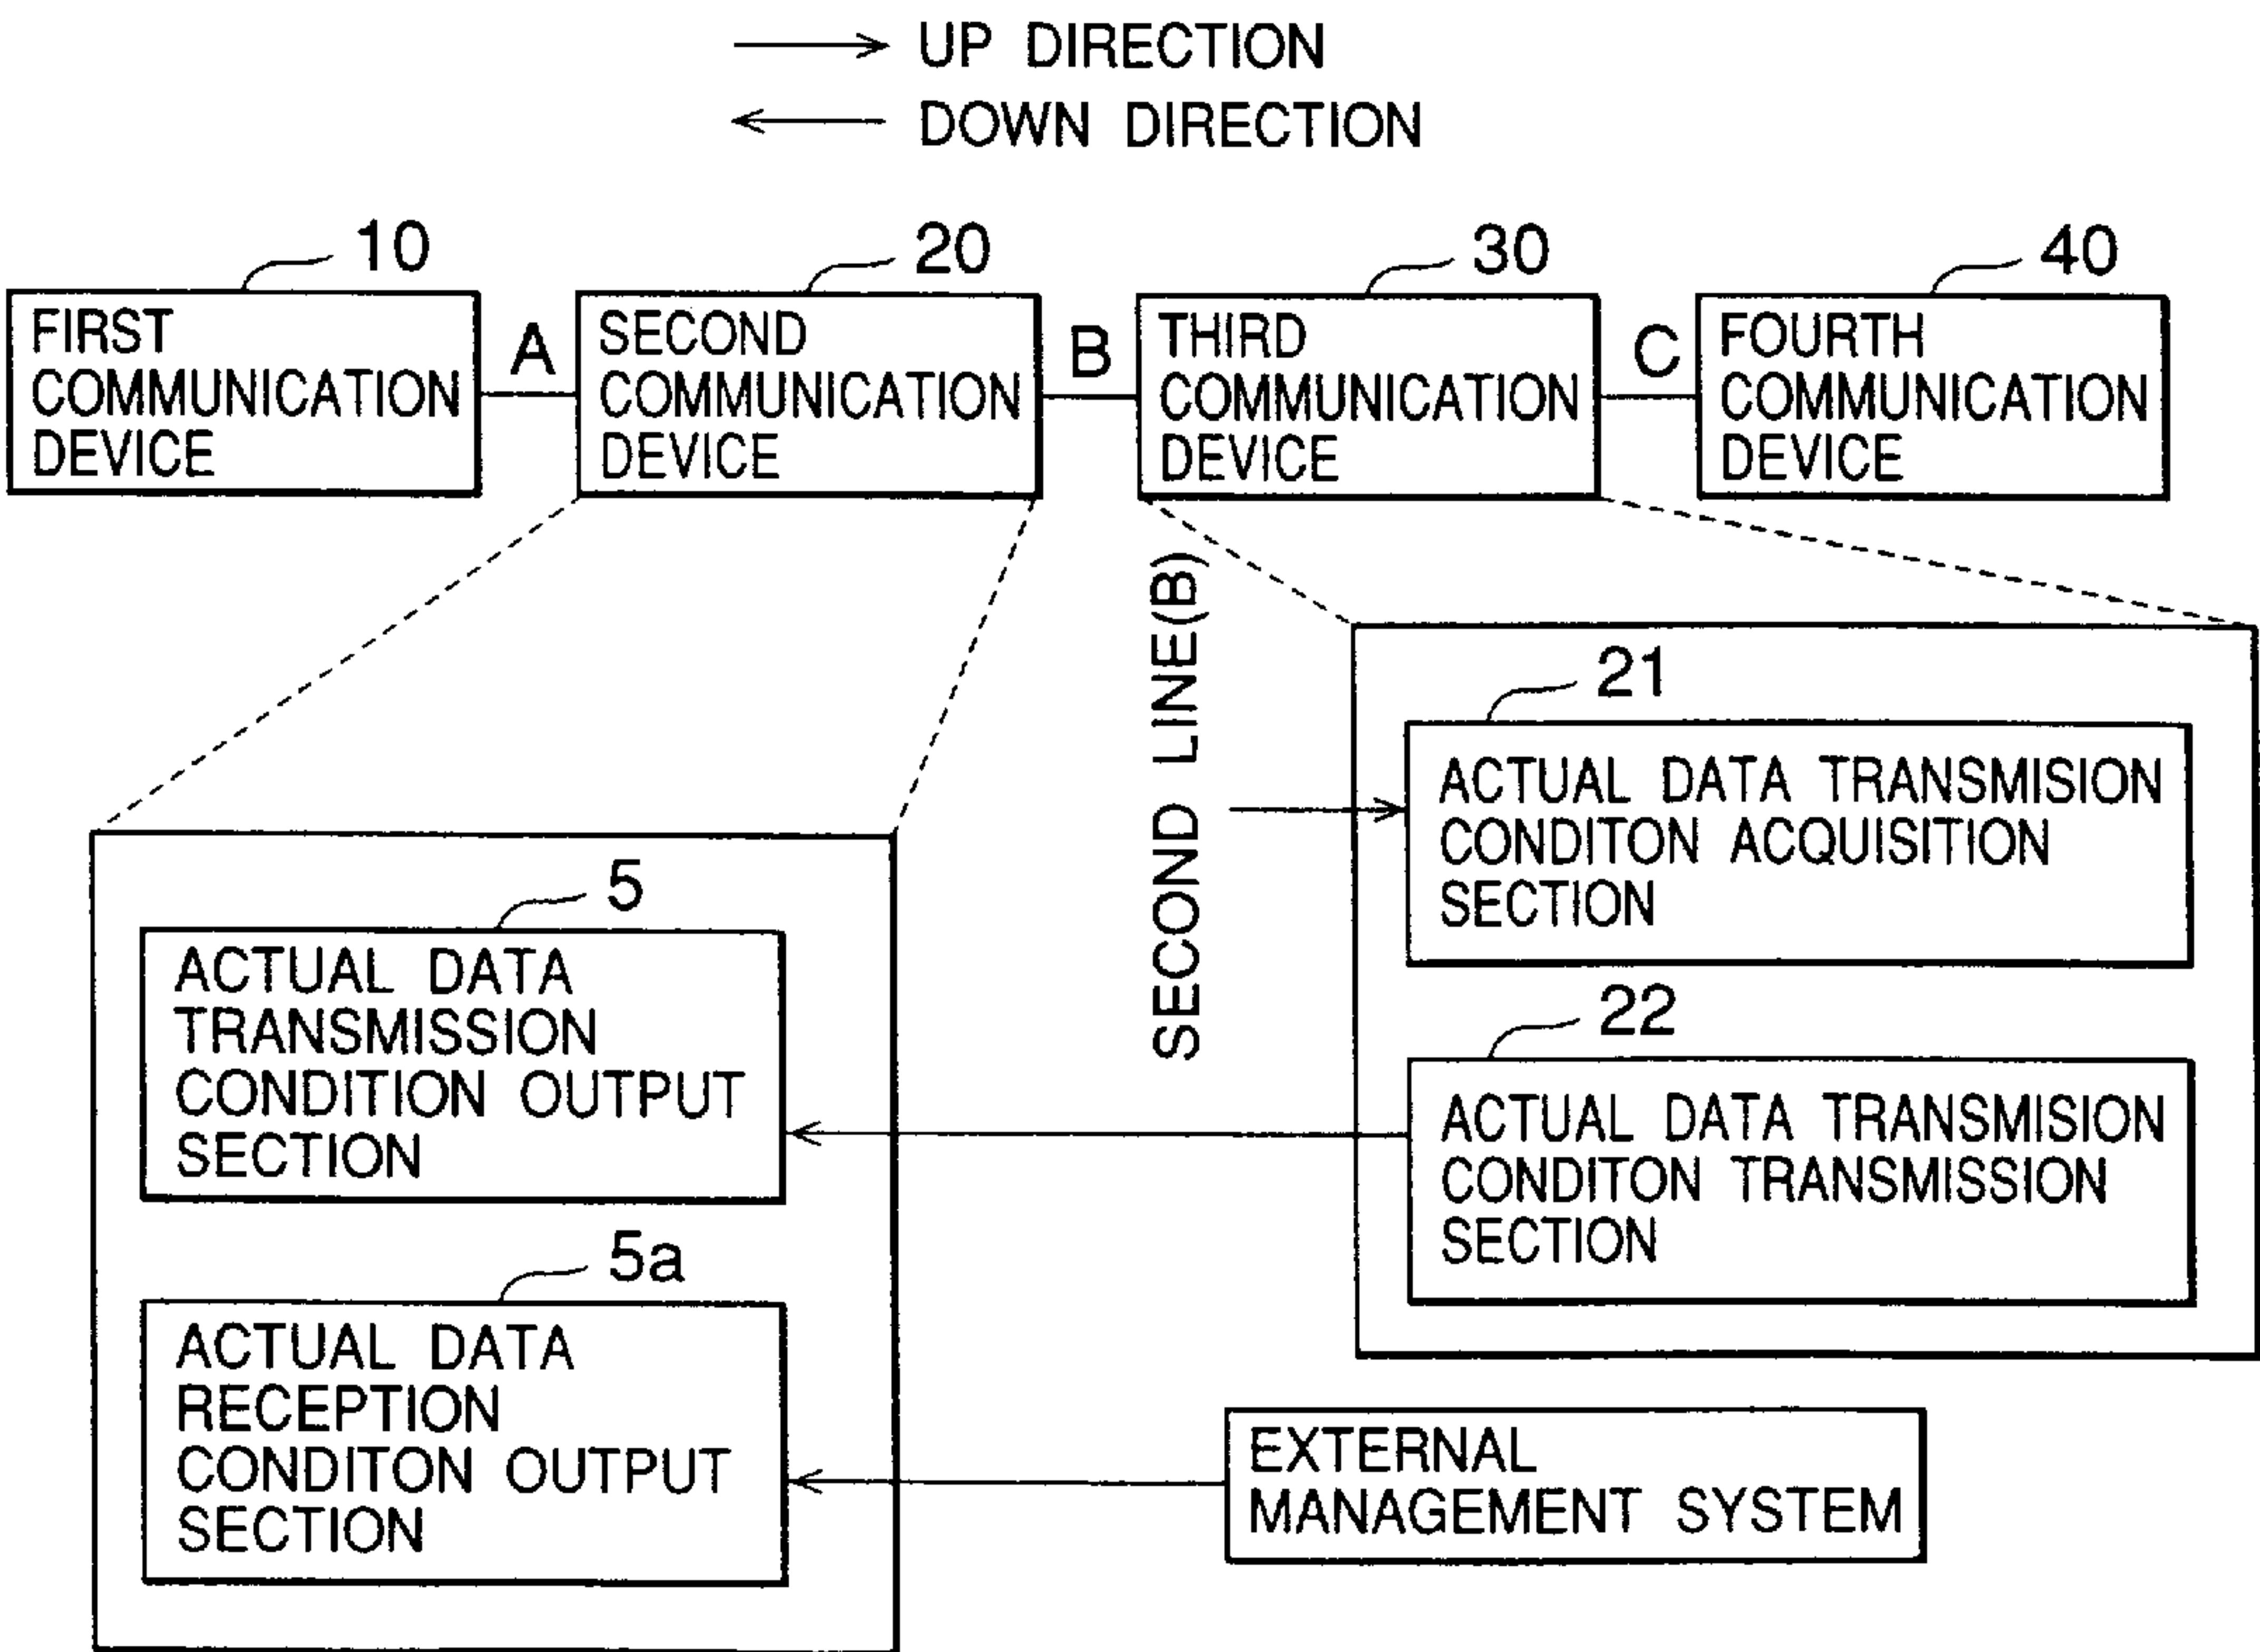 UP DIRECTION
DOWN DIRECTION
10
20
30
40
FIRST
COMMUNICATION
DEVICE
A
SECOND
COMMUNICATION
DEVICE
B
THIRD
COMMUNICATION
DEVICE
C
FOURTH
COMMUNICATION
DEVICE
SECOND LINE(B)
21
ACTUAL DATA TRANSMISION
CONDITON ACQUISITION
SECTION
22
ACTUAL DATA TRANSMISION
CONDITON TRANSMISSION
SECTION
5
ACTUAL DATA
TRANSMISSION
CONDITION OUTPUT
SECTION
5a
ACTUAL DATA
RECEPTION
CONDITON OUTPUT
SECTION
EXTERNAL
MANAGEMENT SYSTEM